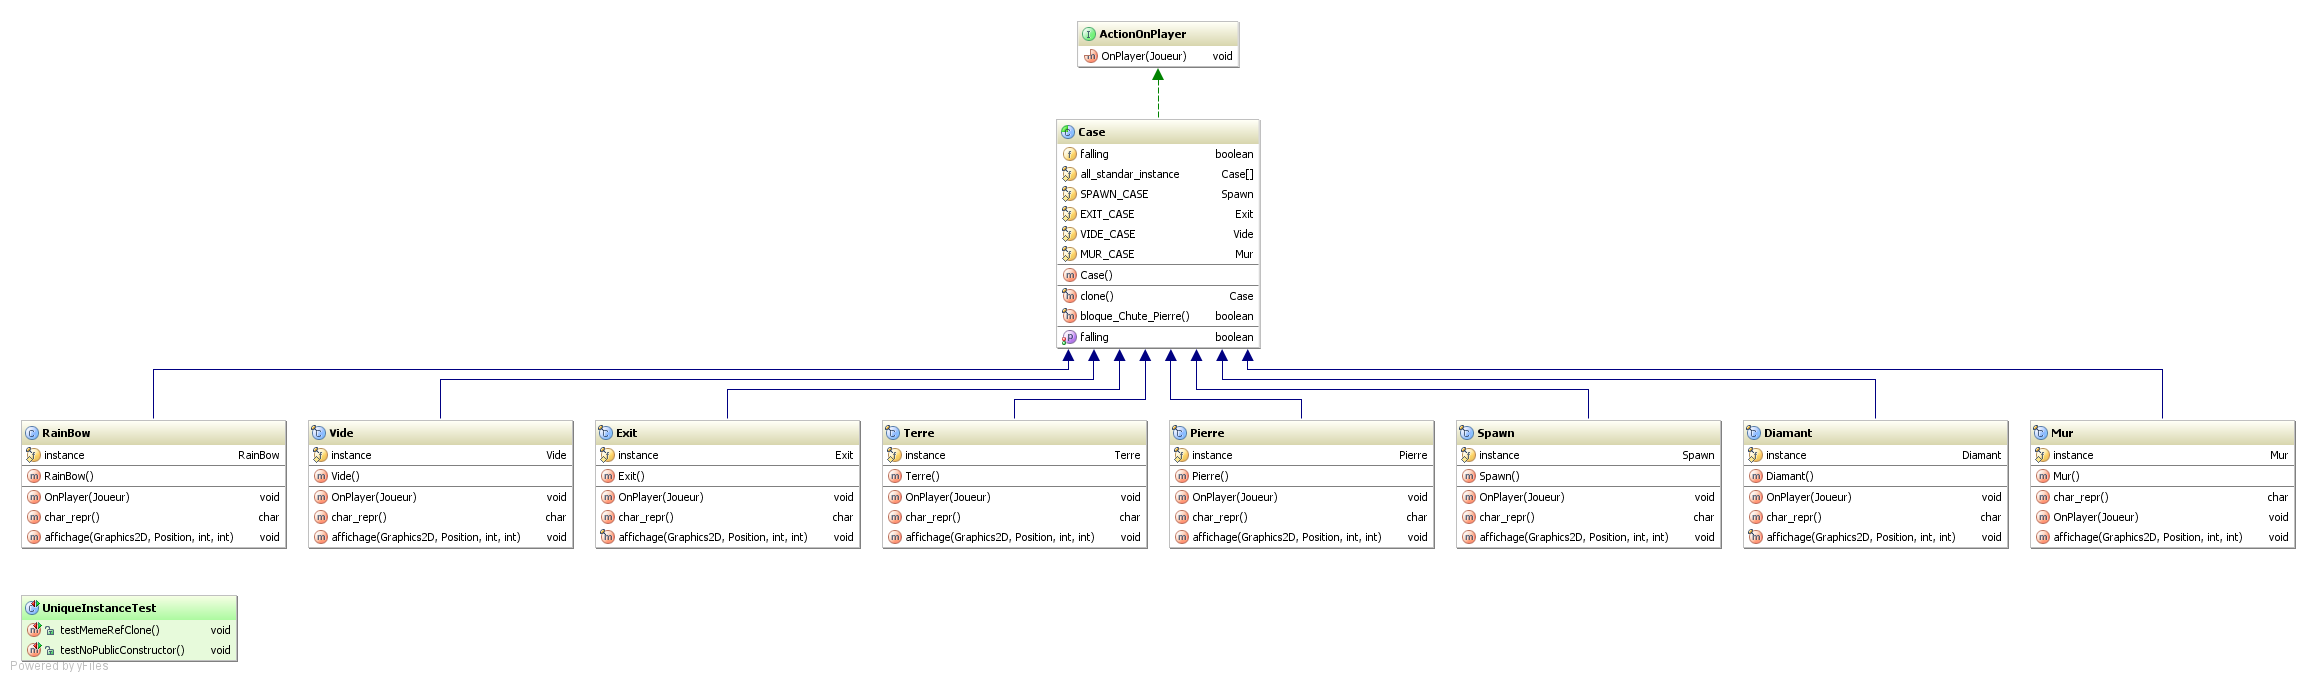 ActionOnPlayer
OnPlayer(Joueur) void
Case
falling boolean
all_standar_instance Case[]
SPAWN_CASE Spawn
EXIT_CASE Exit
VIDE_CASE Vide
MUR_CASE Mur
Case()
clone() Case
bloque_Chute_Pierre() boolean
falling boolean
RainBow
instance RainBow
RainBow()
OnPlayer(Joueur) void
char_repr() char
affichage(Graphics2D, Position, int, int) void
Vide
instance Vide
Vide()
OnPlayer(Joueur) void
char_repr() char
affichage(Graphics2D, Position, int, int) void
Exit
instance Exit
Exit()
OnPlayer(Joueur) void
char_repr() char
affichage(Graphics2D, Position, int, int) void
Terre
instance Terre
Terre()
OnPlayer(Joueur) void
char_repr() char
affichage(Graphics2D, Position, int, int) void
Pierre
instance Pierre
Pierre()
OnPlayer(Joueur) void
char_repr() char
affichage(Graphics2D, Position, int, int) void
Spawn
instance Spawn
Spawn()
OnPlayer(Joueur) void
char_repr() char
affichage(Graphics2D, Position, int, int) void
Diamant
instance Diamant
Diamant()
OnPlayer(Joueur) void
char_repr() char
affichage(Graphics2D, Position, int, int) void
Mur
instance Mur
Mur()
char_repr() char
OnPlayer(Joueur) void
affichage(Graphics2D, Position, int, int) void
UniqueInstanceTest
testMemeRefClone() void
testNoPublicConstructor() void
Powered by yFiles